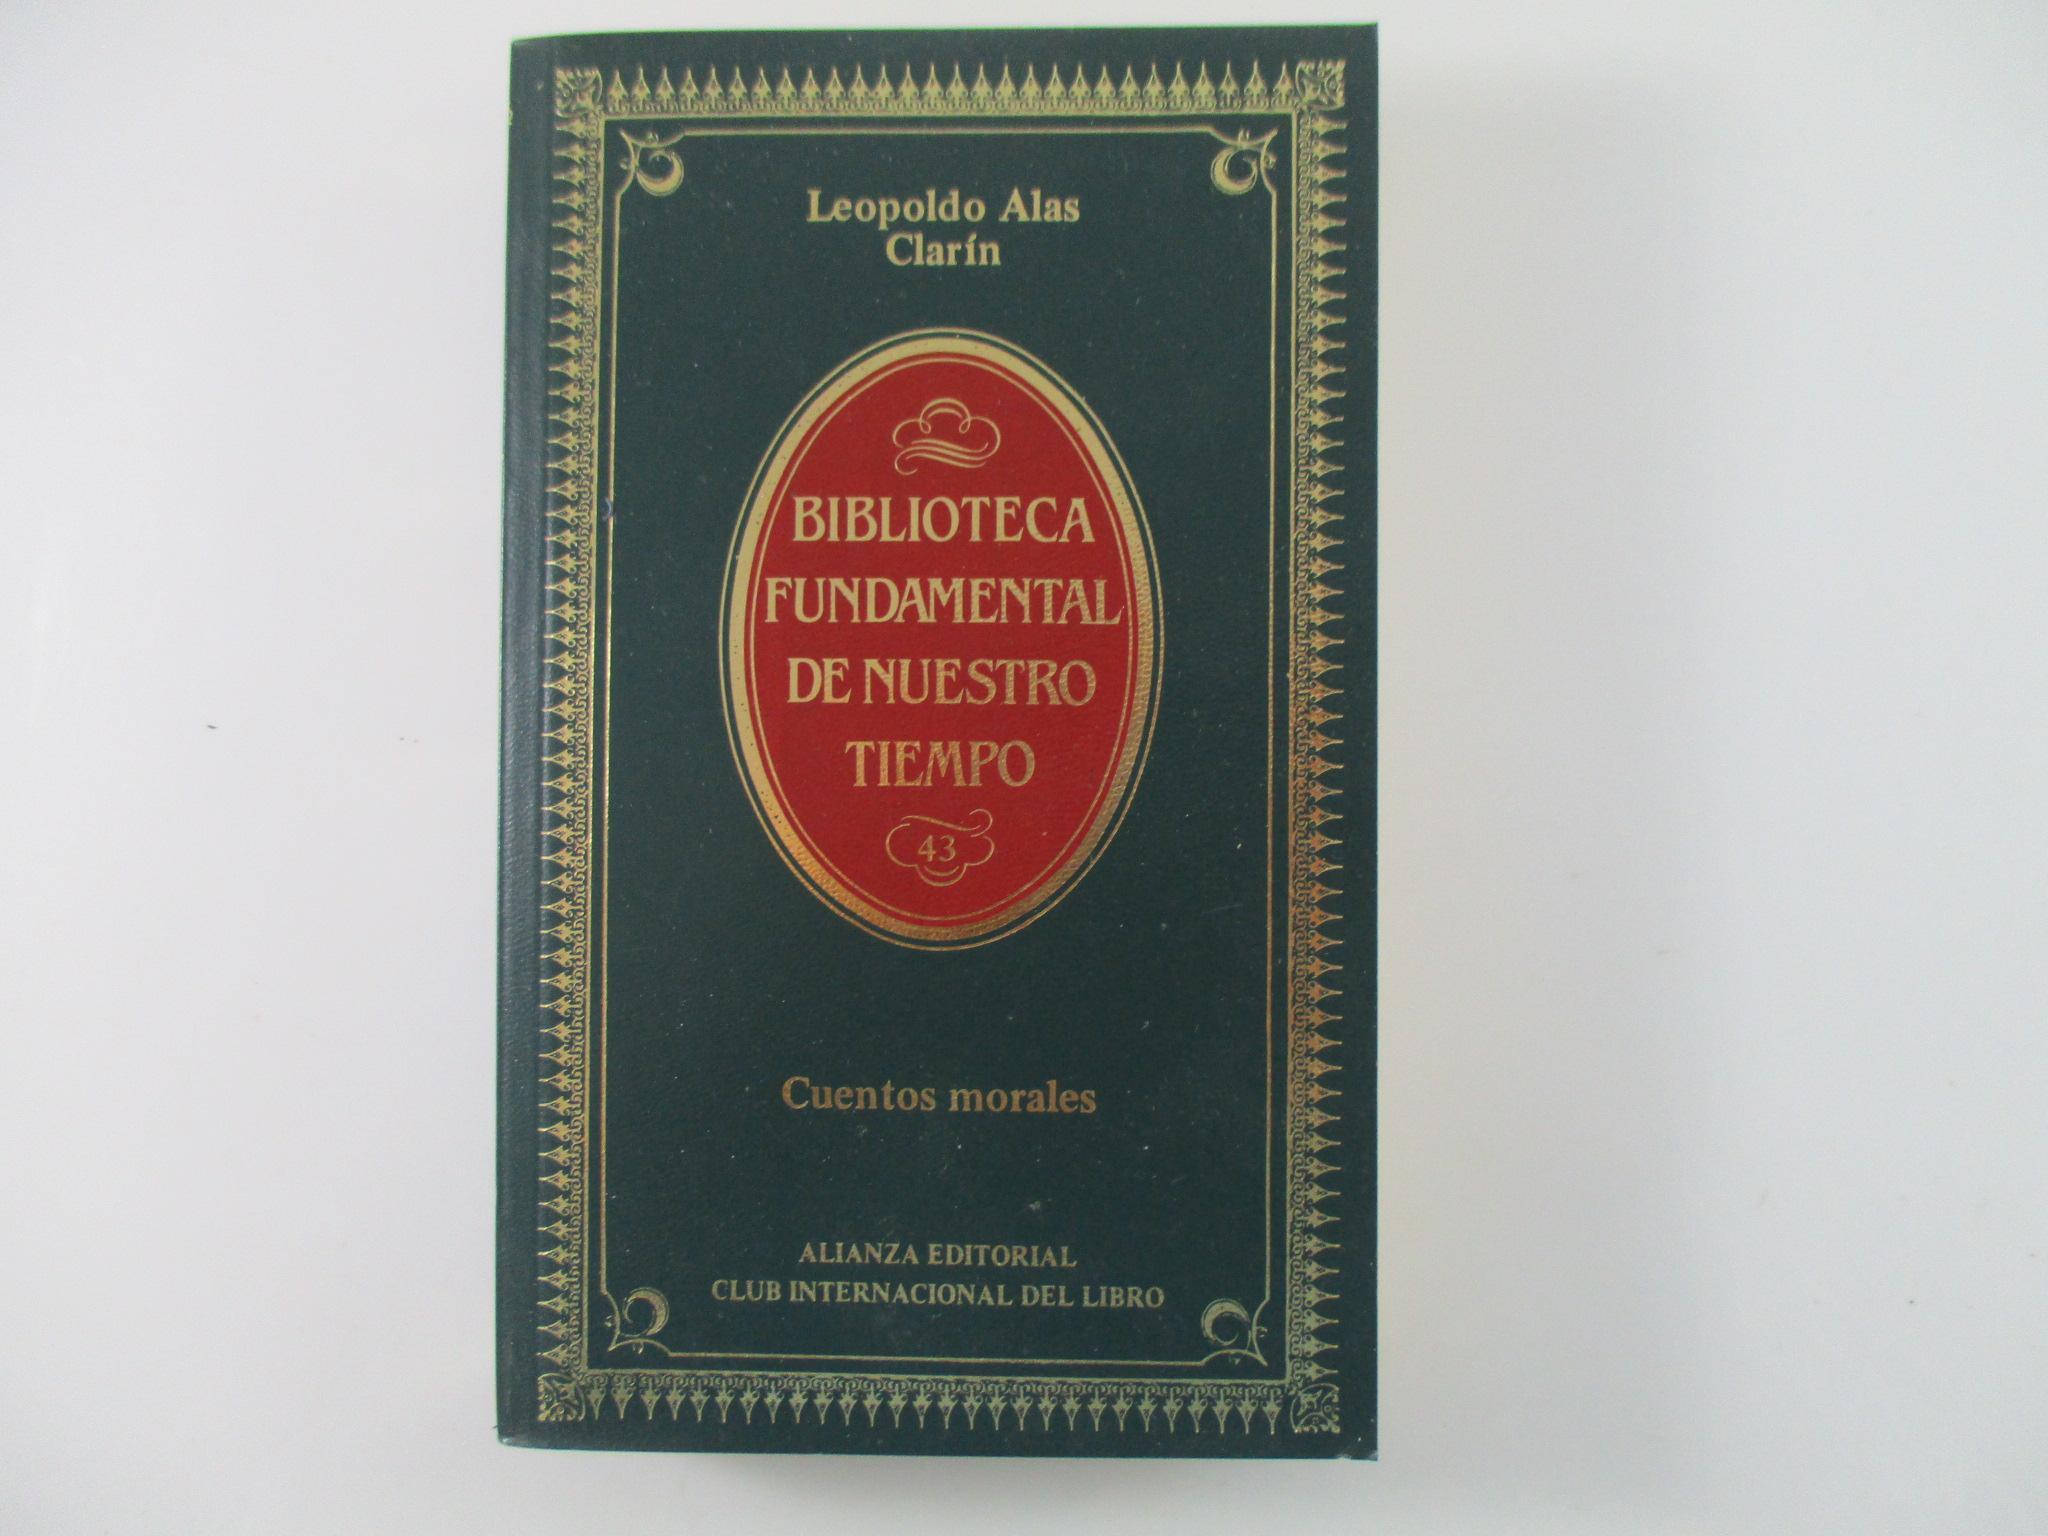 Leopoldo Alas
Clarín
BIBLIOTECA
FUNDAMENTAL
DE NUESTRO
TIEMPO
43
Cuentos morales
ALIANZA EDITORIAL
CLUB INTERNACIONAL DEL LIBRO